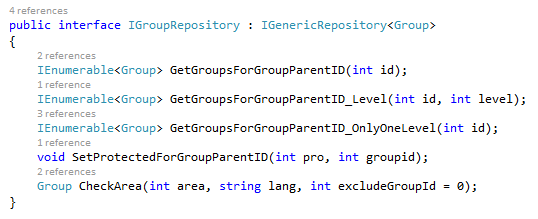 4 references
public interface IGroupRepository : IGenericRepository<Group>
{
2 references
IEnumerable<Group> GetGroupsForGroupParentID(int id);
1 reference
IEnumerable<Group> GetGroupsForGroupParentID_Level(int id, int level);
3 references
IEnumerable<Group> GetGroupsForGroupParentID_OnlyOneLevel(int id);
1 reference
void SetProtectedForGroupParentID(int pro, int groupid);
2 references
Group CheckArea(int area, string lang, int excludeGroupId = 0);
}